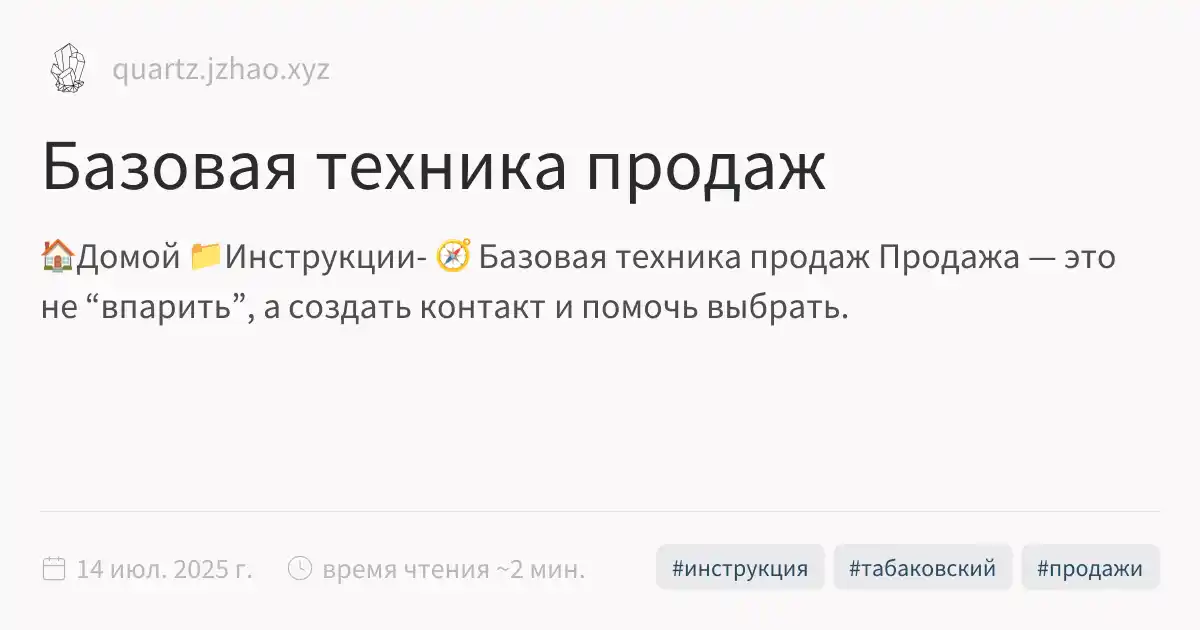 quartz.jzhao.xyz
Базовая техника продаж
🏠Домой 📁Инструкции- 🧭 Базовая техника продаж Продажа — это
не “впарить”, а создать контакт и помочь выбрать.
14 июл. 2025 г. время чтения ~2 мин. #инструкция #табаковский #продажи